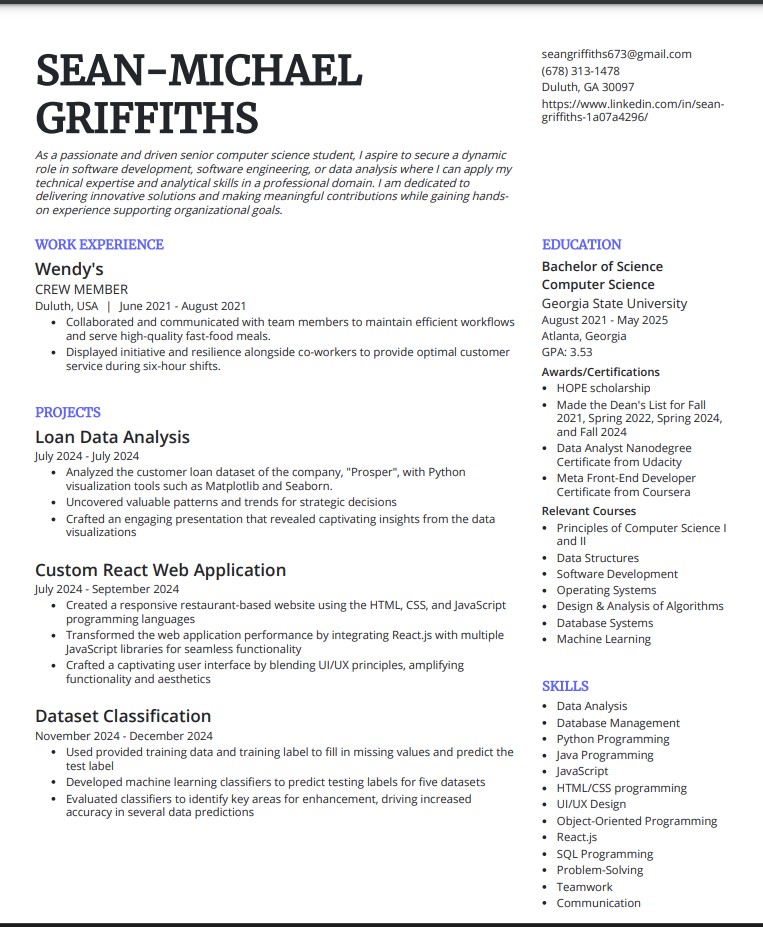 SEAN-MICHAEL
GRIFFITHS
As a passionate and driven senior computer science student, I aspire to secure a dynamic
role in software development, software engineering, or data analysis where I can apply my
technical expertise and analytical skills in a professional domain. I am dedicated to
delivering innovative solutions and making meaningful contributions while gaining hands-
on experience supporting organizational goals.
seangriffiths673@gmail.com
(678) 313-1478
Duluth, GA 30097
https://www.linkedin.com/in/sean-
griffiths-1a07a4296/
WORK EXPERIENCE
Wendy's
CREW MEMBER
Duluth, USA | June 2021 - August 2021
• Collaborated and communicated with team members to maintain efficient workflows
and serve high-quality fast-food meals.
• Displayed initiative and resilience alongside co-workers to provide optimal customer
service during six-hour shifts.
PROJECTS
Loan Data Analysis
July 2024 - July 2024
• Analyzed the customer loan dataset of the company, "Prosper", with Python
visualization tools such as Matplotlib and Seaborn.
• Uncovered valuable patterns and trends for strategic decisions
• Crafted an engaging presentation that revealed captivating insights from the data
visualizations
Custom React Web Application
July 2024 - September 2024
• Created a responsive restaurant-based website using the HTML, CSS, and JavaScript
programming languages
• Transformed the web application performance by integrating React.js with multiple
JavaScript libraries for seamless functionality
• Crafted a captivating user interface by blending UI/UX principles, amplifying
functionality and aesthetics
Dataset Classification
November 2024 - December 2024
• Used provided training data and training label to fill in missing values and predict the
test label
• Developed machine learning classifiers to predict testing labels for five datasets
• Evaluated classifiers to identify key areas for enhancement, driving increased
accuracy in several data predictions
EDUCATION
Bachelor of Science
Computer Science
Georgia State University
August 2021 - May 2025
Atlanta, Georgia
GPA: 3.53
Awards/Certifications
• HOPE scholarship
• Made the Dean's List for Fall
2021, Spring 2022, Spring 2024,
and Fall 2024
• Data Analyst Nanodegree
Certificate from Udacity
• Meta Front-End Developer
Certificate from Coursera
Relevant Courses
• Principles of Computer Science I
and II
• Data Structures
• Software Development
• Operating Systems
• Design & Analysis of Algorithms
• Database Systems
• Machine Learning
SKILLS
• Data Analysis
• Database Management
• Python Programming
• Java Programming
• JavaScript
• HTML/CSS programming
• UI/UX Design
• Object-Oriented Programming
• React.js
• SQL Programming
• Problem-Solving
• Teamwork
• Communication